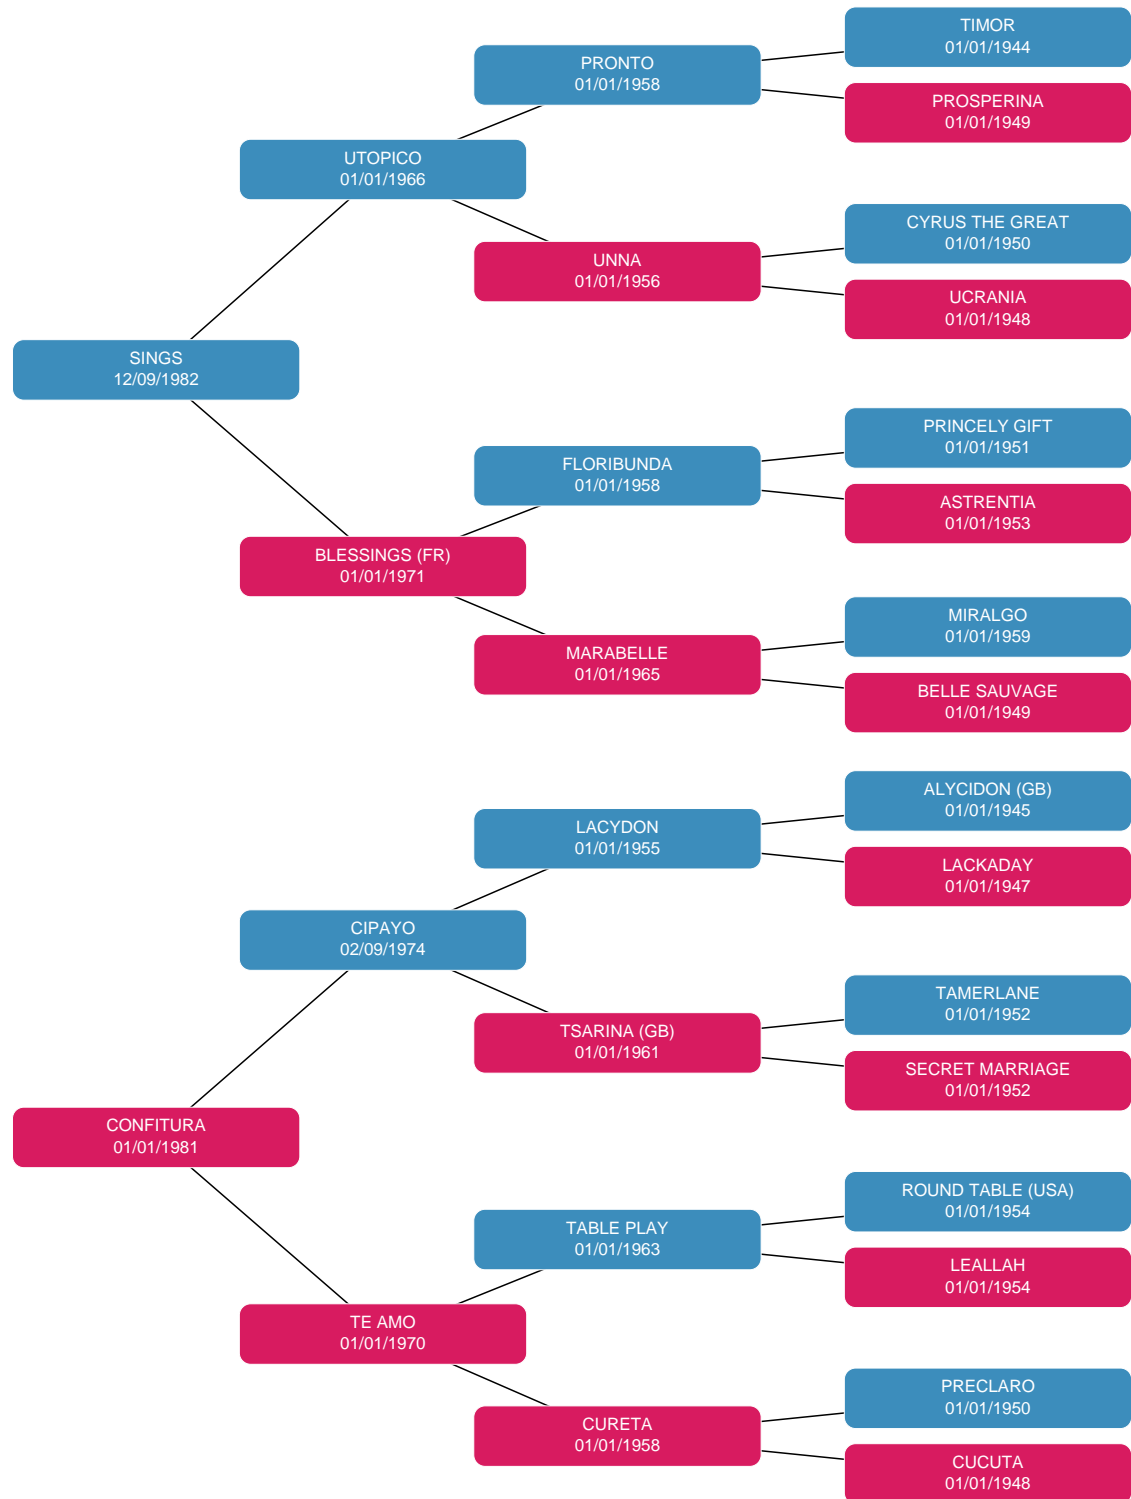 TIMOR
01/01/1944
PRONTO
01/01/1958
PROSPERINA
01/01/1949
UTOPICO
01/01/1966
CYRUS THE GREAT
01/01/1950
UNNA
01/01/1956
UCRANIA
01/01/1948
SINGS
12/09/1982
PRINCELY GIFT
01/01/1951
FLORIBUNDA
01/01/1958
ASTRENTIA
01/01/1953
BLESSINGS (FR)
01/01/1971
MIRALGO
01/01/1959
MARABELLE
01/01/1965
BELLE SAUVAGE
01/01/1949
ALYCIDON (GB)
01/01/1945
LACYDON
01/01/1955
LACKADAY
01/01/1947
CIPAYO
02/09/1974
TAMERLANE
01/01/1952
TSARINA (GB)
01/01/1961
SECRET MARRIAGE
01/01/1952
CONFITURA
01/01/1981
ROUND TABLE (USA)
01/01/1954
TABLE PLAY
01/01/1963
LEALLAH
01/01/1954
TE AMO
01/01/1970
PRECLARO
01/01/1950
CURETA
01/01/1958
CUCUTA
01/01/1948